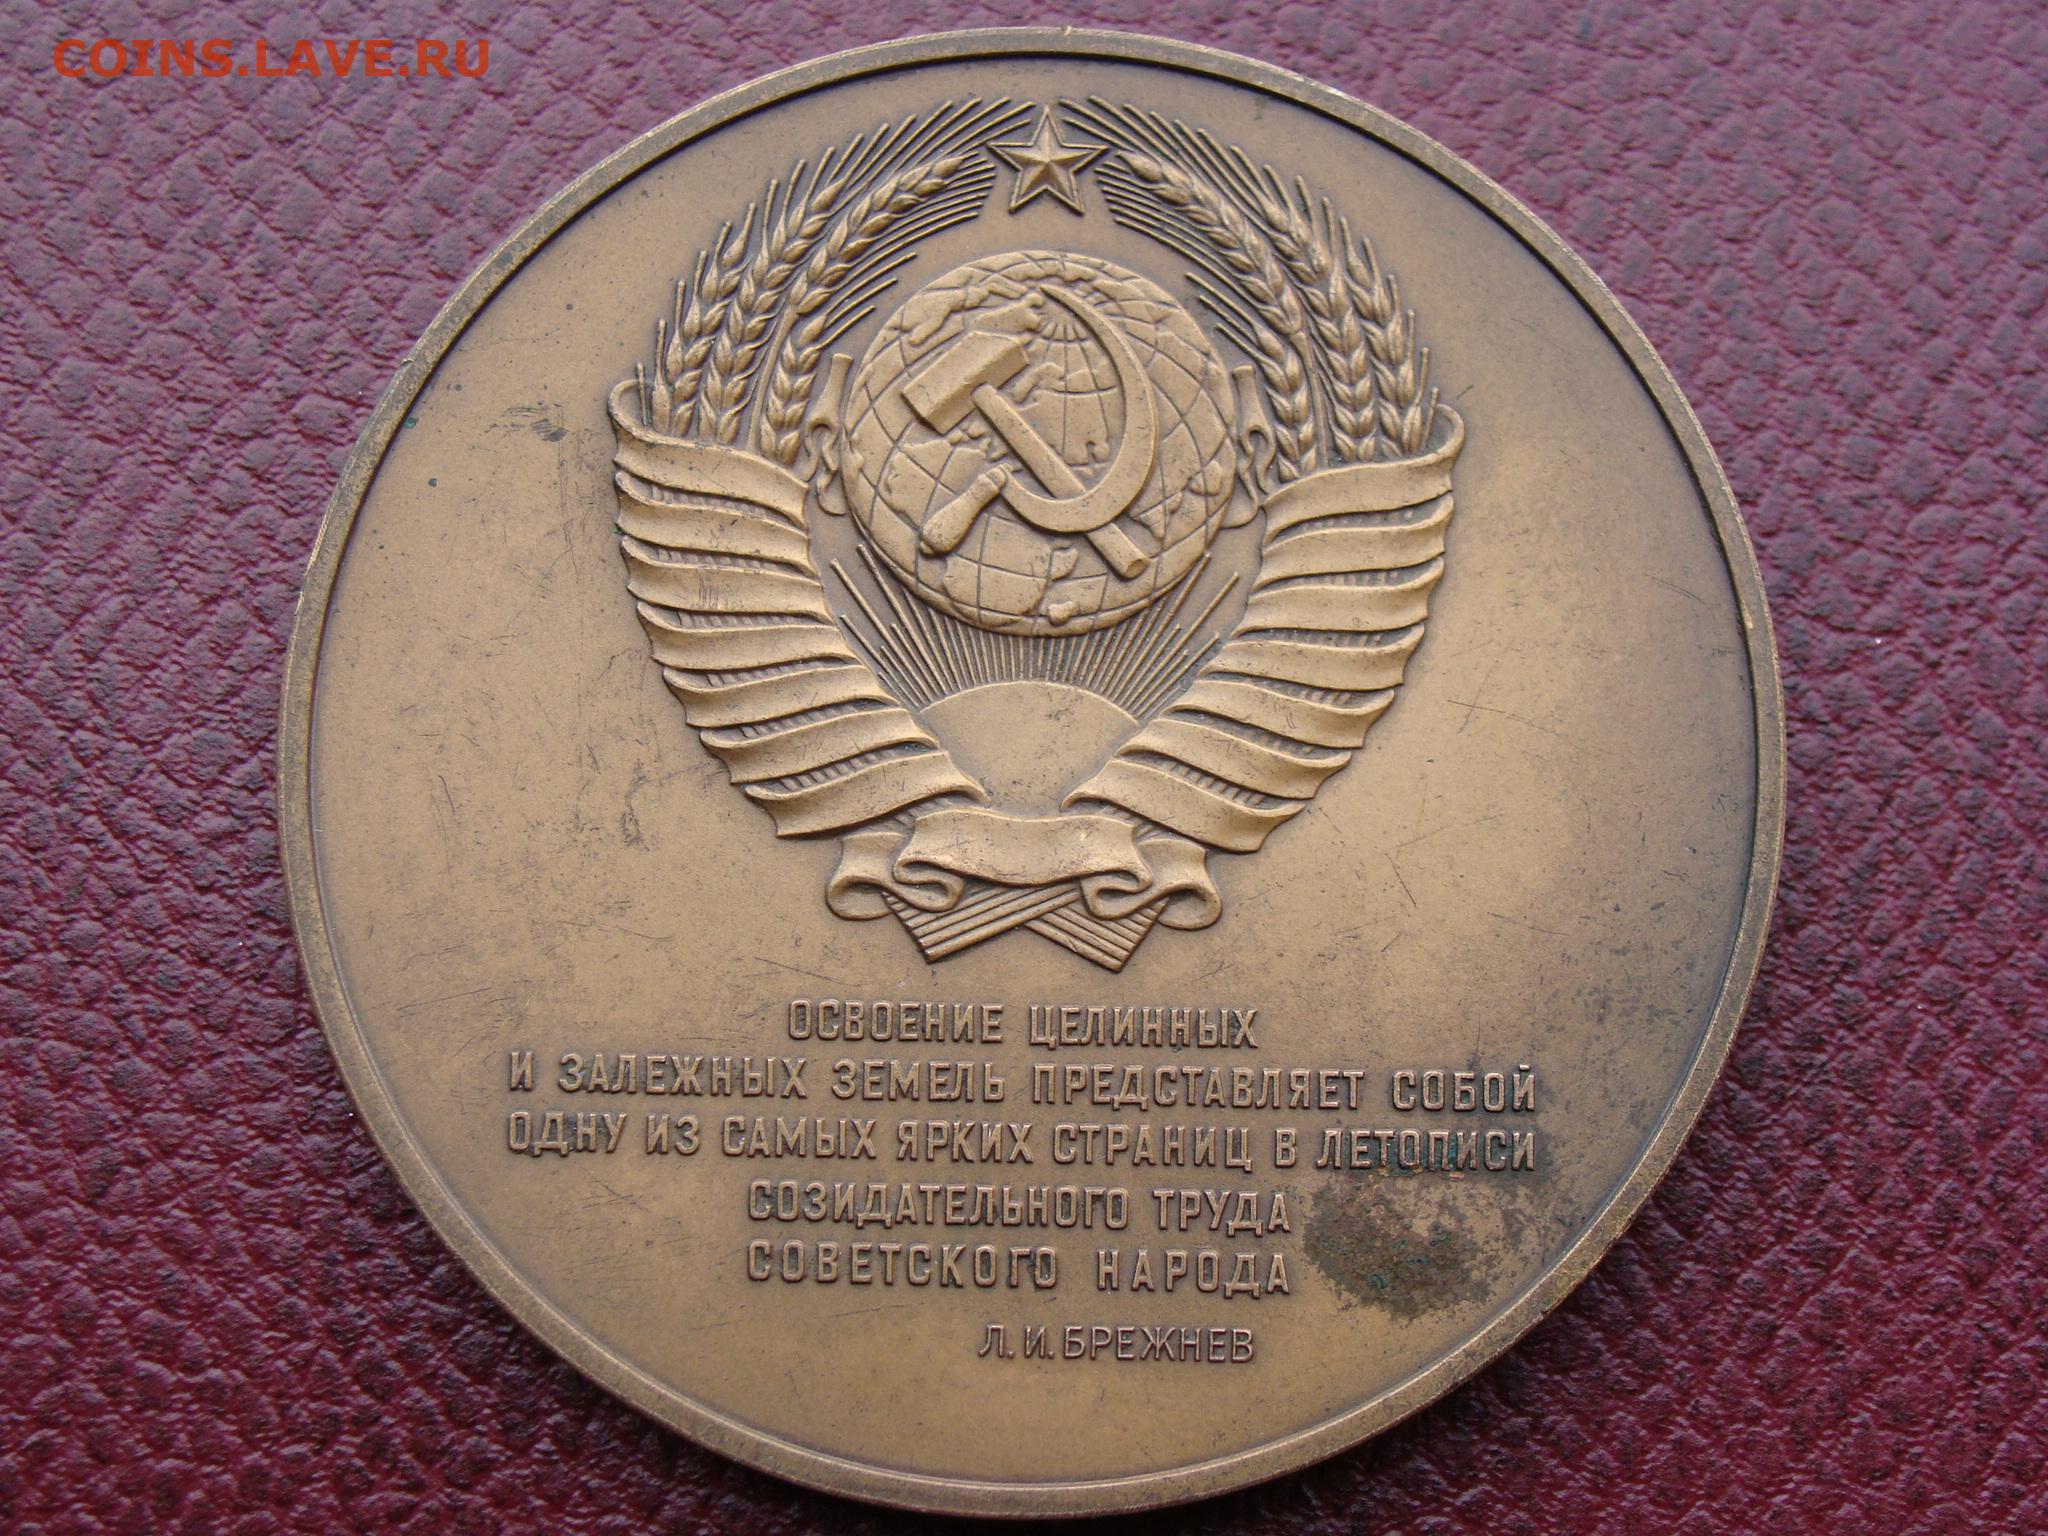 COINS.LAVE.RU
ОСВОЕНИЕ ЦЕЛИННЫХ
И ЗАЛЕЖНЫХ ЗЕМЕЛЬ ПРЕДСТАВЛЯЕТ СОБОЙ
ОДНУ ИЗ САМЫХ ЯРКИХ СТРАНИЦ В ЛЕТОПИСИ
СОЗИДАТЕЛЬНОГО ТРУДА
СОВЕТСКОГО НАРОДА
Л. И. БРЕЖНЕВ